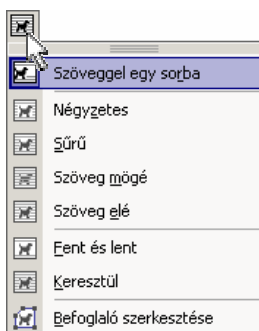 Szöveggel egy sorba
Négyzetes
Sűrű
Szöveg mögé
Szöveg elé
Fent és lent
Keresztül
Befoglaló szerkesztése